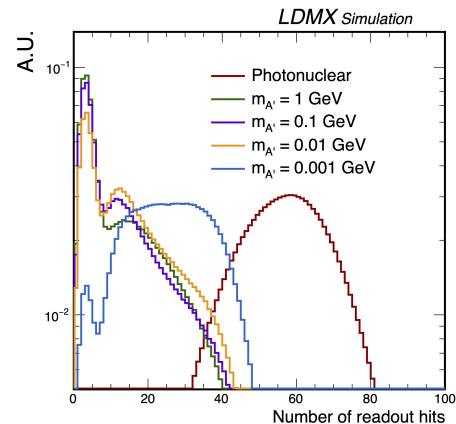 LDMX Simulation
A.U.
10⁻¹
10⁻²
Photonuclear
mA' = 1 GeV
mA' = 0.1 GeV
mA' = 0.01 GeV
mA' = 0.001 GeV
0 20 40 60 80 100
Number of readout hits